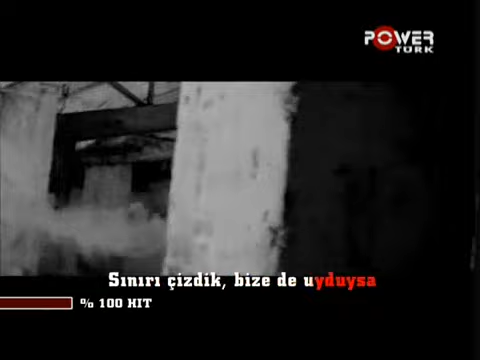 POWER
TÜRK
Sınırı çizdik, bize de uyduysa
% 100 HIT